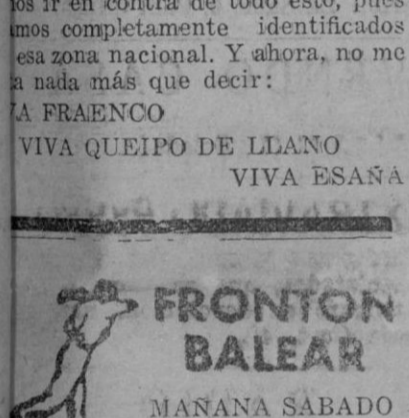 ir en contra de todo esto, pues
mos completamente identificados
esa zona nacional. Y ahora, no me
a nada más que decir:
VA FRAENCO
VIVA QUEIPO DE LLANO
VIVA ESAÑA
FRONTON
BALEAR
MAÑANA SABADO